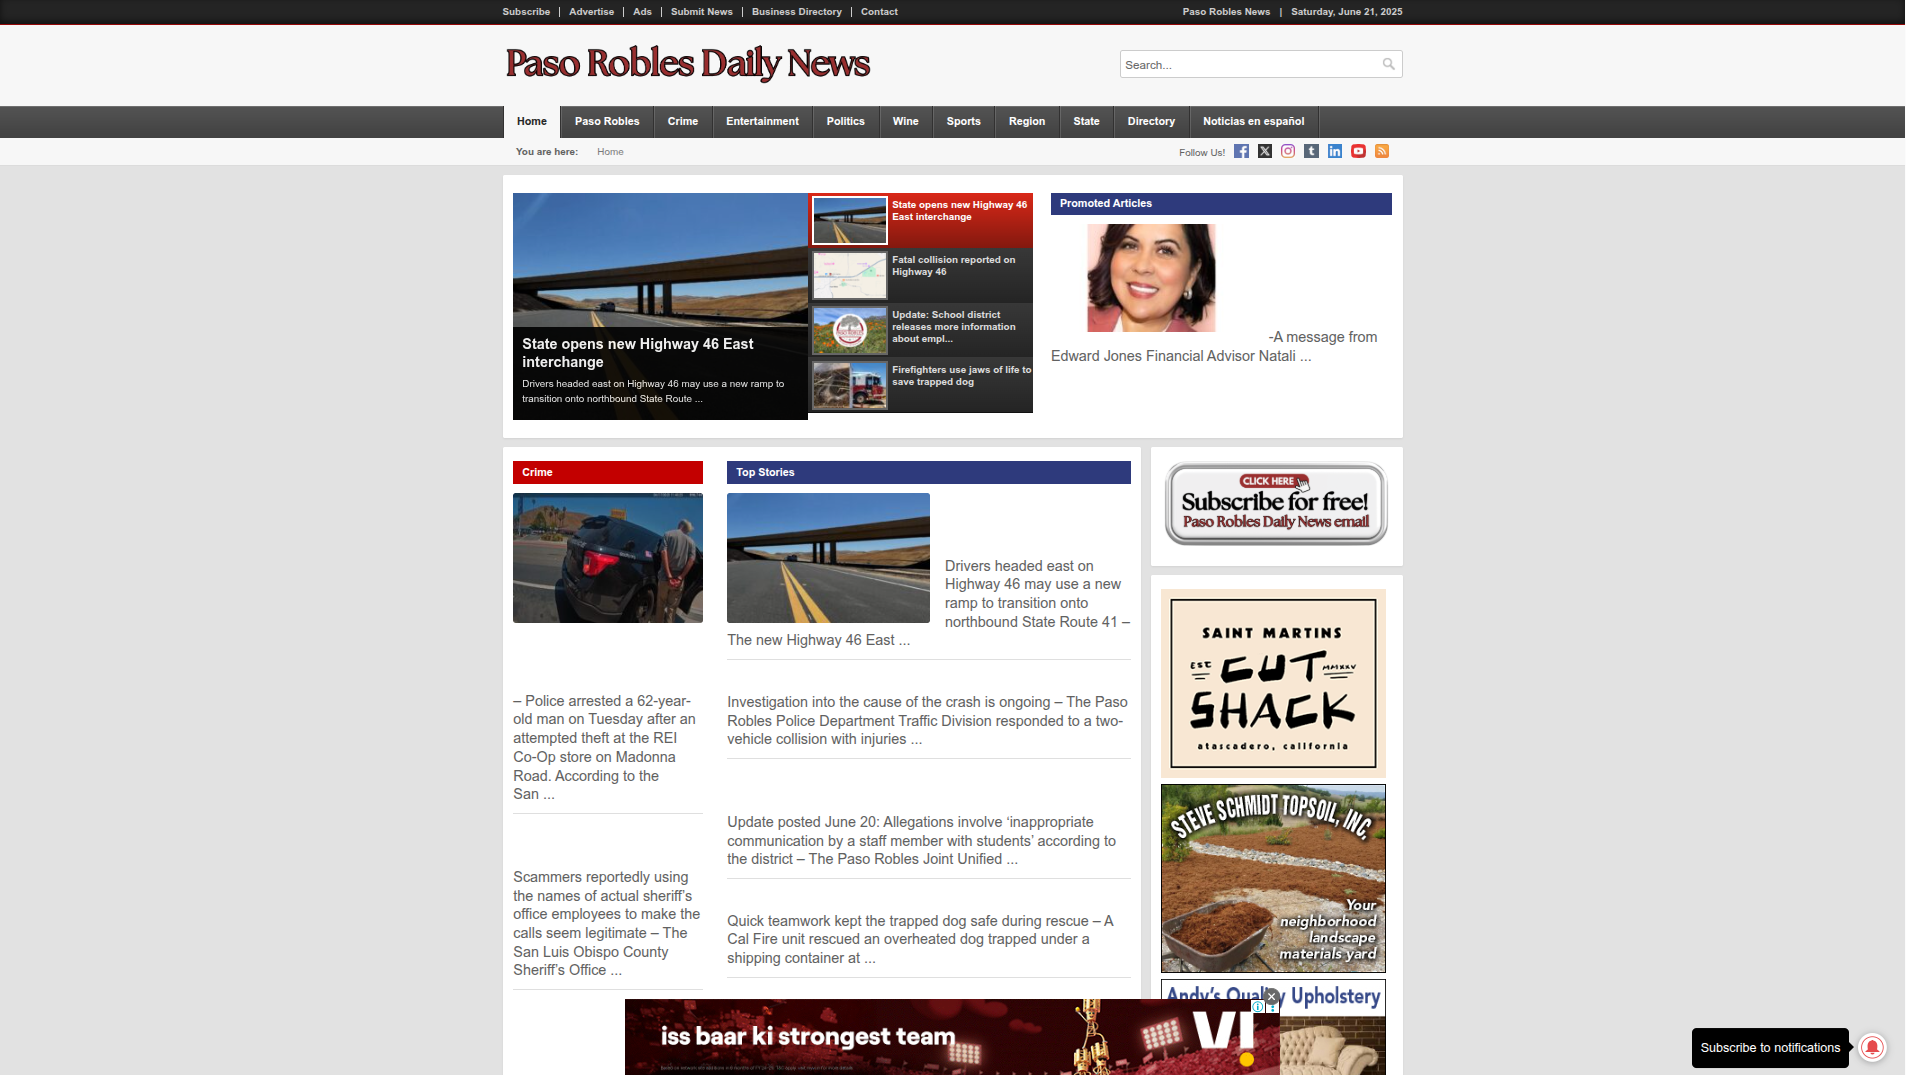 Subscribe | Advertise | Ads | Submit News | Business Directory | Contact
Paso Robles News | Saturday, June 21, 2025
Paso Robles Daily News
Search...
Home
Paso Robles
Crime
Entertainment
Politics
Wine
Sports
Region
State
Directory
Noticias en español
You are here: Home
Follow Us!
State opens new Highway 46 East
interchange
Drivers headed east on Highway 46 may use a new ramp to
transition onto northbound State Route ...
State opens new Highway 46
East interchange
Fatal collision reported on
Highway 46
Update: School district
releases more information
about empl...
Firefighters use jaws of life to
save trapped dog
Promoted Articles
-A message from
Edward Jones Financial Advisor Natali ...
Crime
– Police arrested a 62-year-
old man on Tuesday after an
attempted theft at the REI
Co-Op store on Madonna
Road. According to the
San ...
Scammers reportedly using
the names of actual sheriff’s
office employees to make the
calls seem legitimate – The
San Luis Obispo County
Sheriff’s Office ...
Top Stories
Drivers headed east on
Highway 46 may use a new
ramp to transition onto
northbound State Route 41 –
The new Highway 46 East ...
Investigation into the cause of the crash is ongoing – The Paso
Robles Police Department Traffic Division responded to a two-
vehicle collision with injuries ...
Update posted June 20: Allegations involve ‘inappropriate
communication by a staff member with students’ according to
the district – The Paso Robles Joint Unified ...
Quick teamwork kept the trapped dog safe during rescue – A
Cal Fire unit rescued an overheated dog trapped under a
shipping container at ...
CLICK HERE
Subscribe for free!
Paso Robles Daily News email
SAINT MARTINS
EST CUT MMXXV
SHACK
atascadero, california
STEVE SCHMIDT TOPSOIL, INC.
Your
neighborhood
landscape
materials yard
Andy's Quality Upholstery
iss baar ki strongest team
VI
Subscribe to notifications